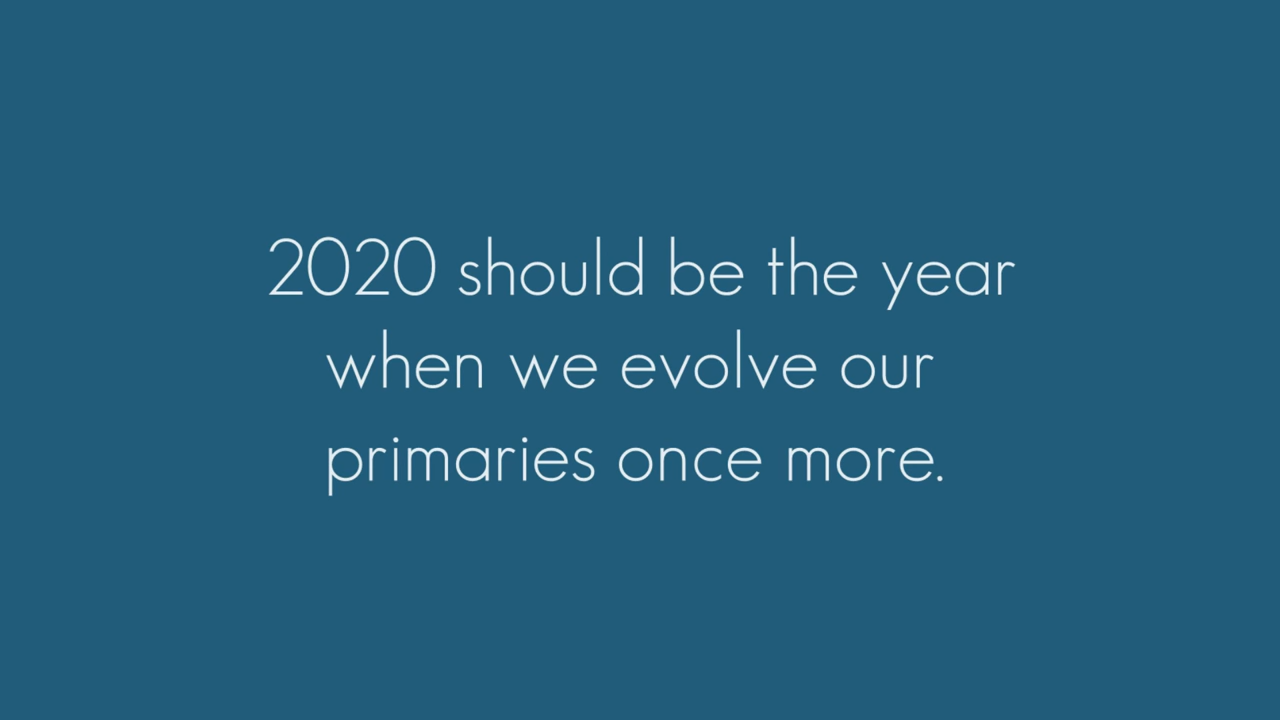 2020 should be the year
when we evolve our
primaries once more.